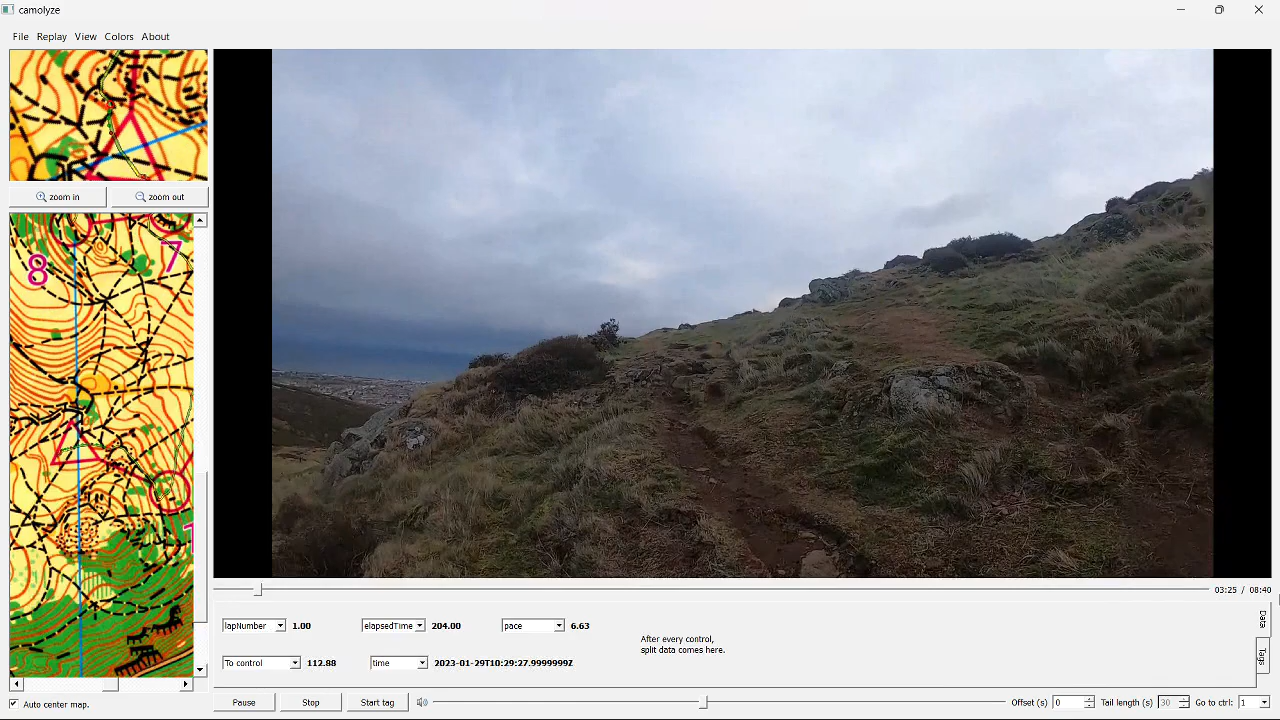 camolyze
File Replay View Colors About
zoom in zoom out
8
7
1
03:25 / 08:40
lapNumber 1.00 elapsedTime 204.00 pace 6.63
After every control,
split data comes here.
To control 112.88 time 2023-01-29T10:29:27.9999999Z
Data
Tags
Auto center map.
Pause Stop Start tag Offset (s) 0 Tail length (s) 30 Go to ctrl: 1